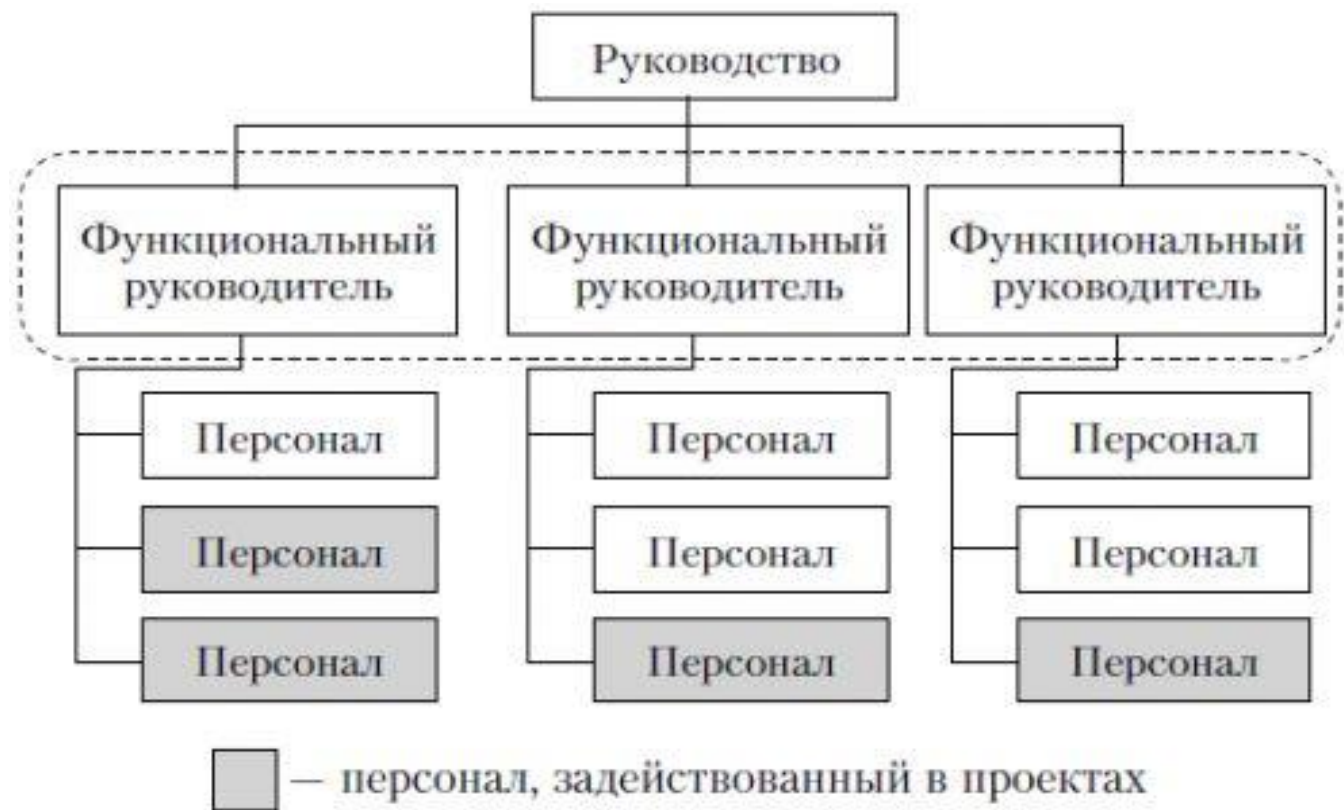 Руководство
Функциональный
руководитель
Функциональный
руководитель
Функциональный
руководитель
Персонал
Персонал
Персонал
Персонал
Персонал
Персонал
Персонал
Персонал
Персонал
— персонал, задействованный в проектах